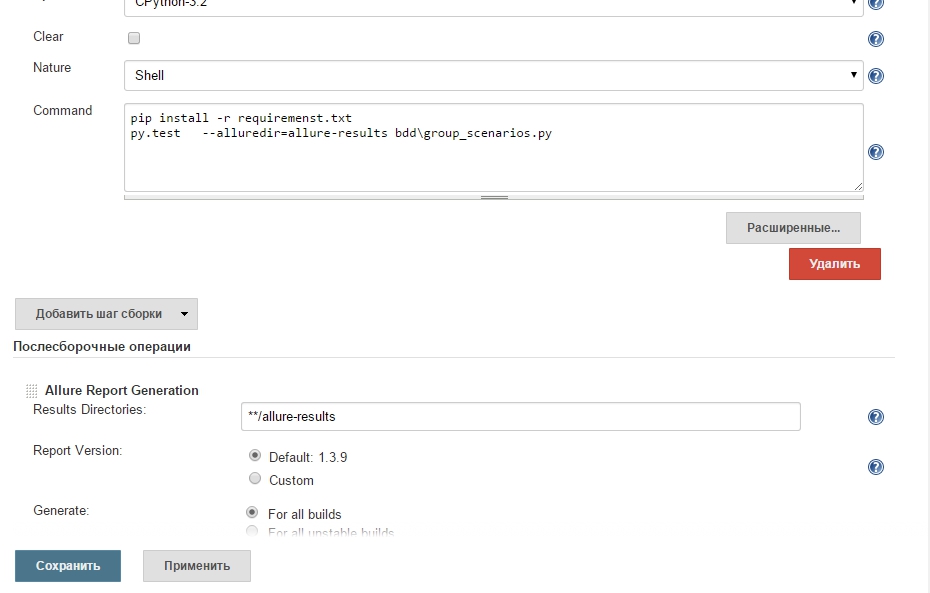 CPython-3.2
Clear
Nature
Shell
Command
pip install -r requiremenst.txt
py.test   --alluredir=allure-results bdd\group_scenarios.py
Расширенные...
Удалить
Добавить шаг сборки
Послесборочные операции
Allure Report Generation
Results Directories:
**/allure-results
Report Version:
Default: 1.3.9
Custom
Generate:
For all builds
For all unstable builds
Сохранить
Применить